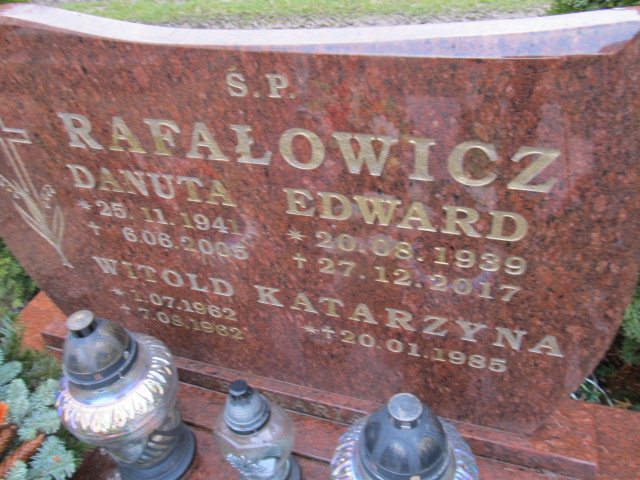 Ś.P.
RAFAŁOWICZ
DANUTA EDWARD
*25.11.1941 *20.08.1939
†6.06.2005 †27.12.2017
WITOLD KATARZYNA
*1.07.1962 *†20.01.1985
†7.08.1962